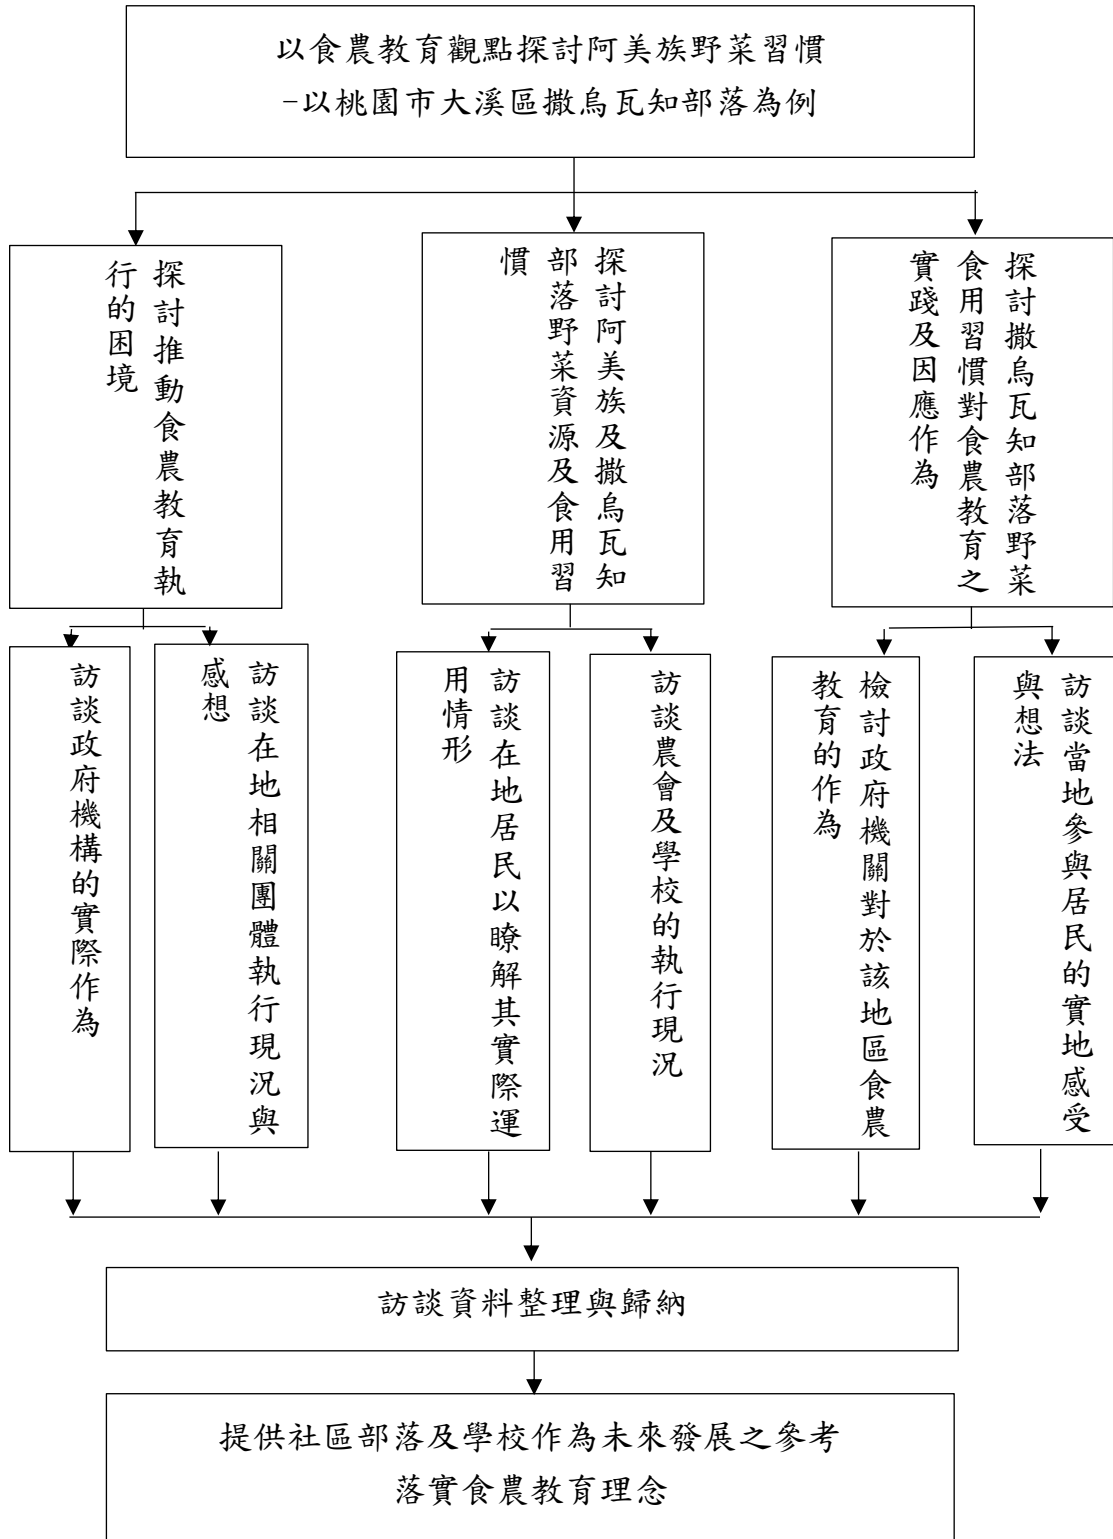 以食農教育觀點探討阿美族野菜習慣
-以桃園市大溪區撒烏瓦知部落為例
探討推動食農教育執
行的困境
探討阿美族及撒烏瓦知
部落野菜資源及食用習
慣
探討撒烏瓦知部落野菜
食用習慣對食農教育之
實踐及因應作為
訪談政府機構的實際作為
訪談在地相關團體執行現況與
感想
訪談在地居民以瞭解其實際運
用情形
訪談農會及學校的執行現況
檢討政府機關對於該地區食農
教育的作為
訪談當地參與居民的實地感受
與想法
訪談資料整理與歸納
提供社區部落及學校作為未來發展之參考
落實食農教育理念